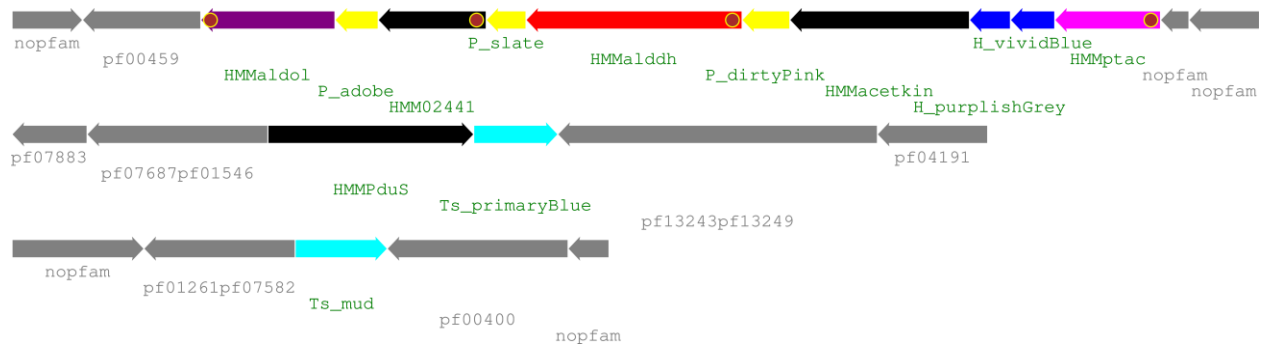 nopfam
pf00459
HMMaldol
P_adobe
HMM02441
P_slate
HMMalddh
P_dirtyPink
HMMacetkin
H_vividBlue
H_purplishGrey
HMMptac
nopfam
nopfam
pf07883
pf07687pf01546
HMMPduS
Ts_primaryBlue
pf13243pf13249
pf04191
nopfam
pf01261pf07582
Ts_mud
pf00400
nopfam